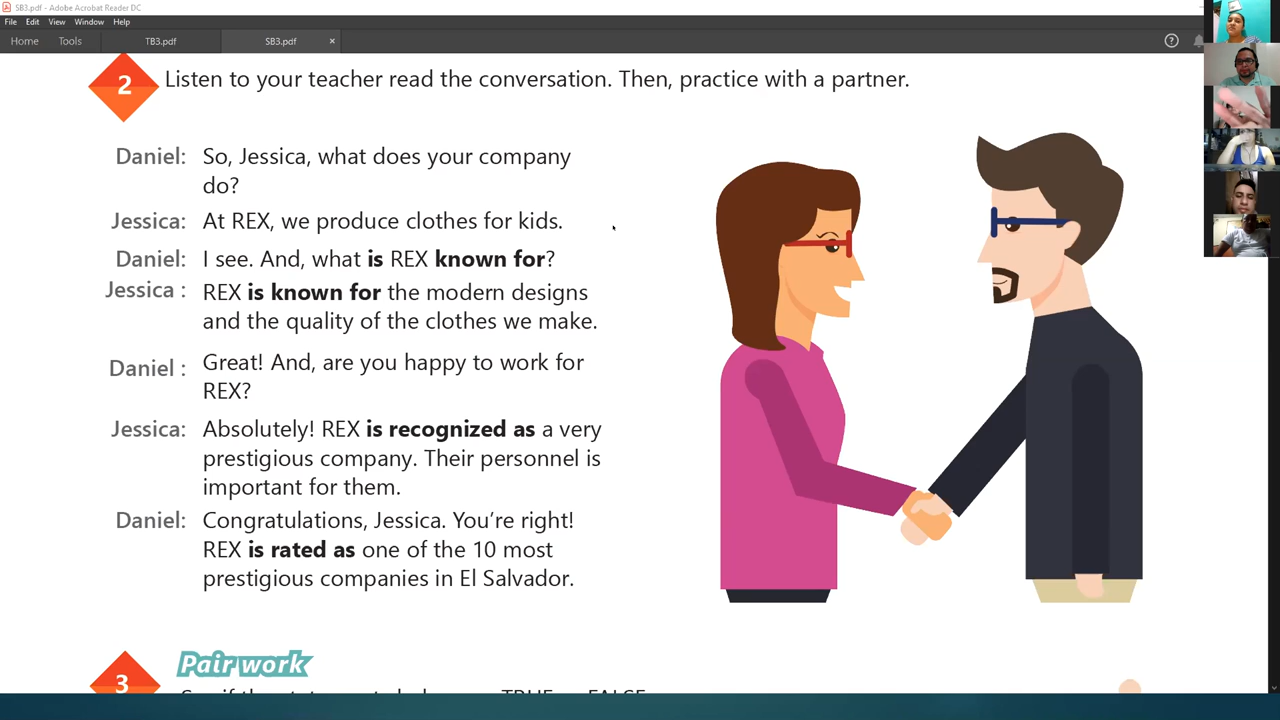 SB3.pdf - Adobe Acrobat Reader DC
File Edit View Window Help
Home Tools TB3.pdf SB3.pdf ×
2 Listen to your teacher read the conversation. Then, practice with a partner.
Daniel: So, Jessica, what does your company
do?
Jessica: At REX, we produce clothes for kids.
Daniel: I see. And, what is REX known for?
Jessica : REX is known for the modern designs
and the quality of the clothes we make.
Daniel : Great! And, are you happy to work for
REX?
Jessica: Absolutely! REX is recognized as a very
prestigious company. Their personnel is
important for them.
Daniel: Congratulations, Jessica. You’re right!
REX is rated as one of the 10 most
prestigious companies in El Salvador.
3 Pair work
TRUE FALSE